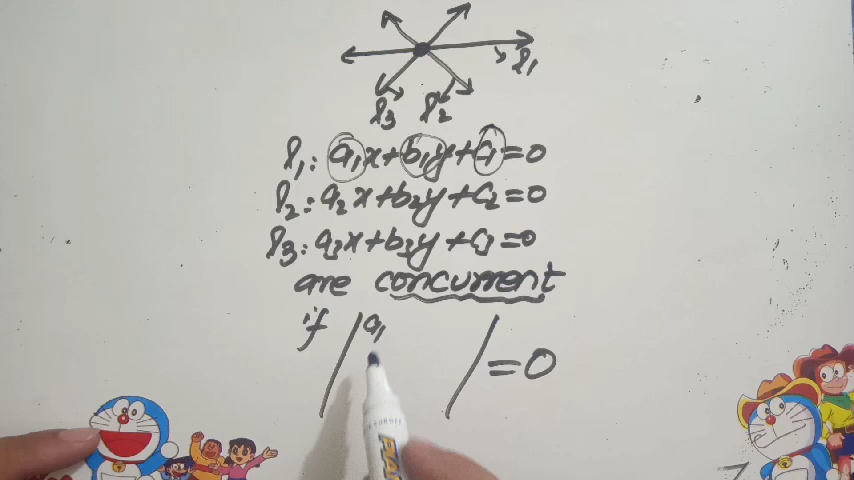 l₁
l₃ l₂
l₁: a₁x+b₁y+c₁=0
l₂: a₂x+b₂y+c₂=0
l₃: a₃x+b₃y+c₃=0
are concurrent
if |a₁ |=0